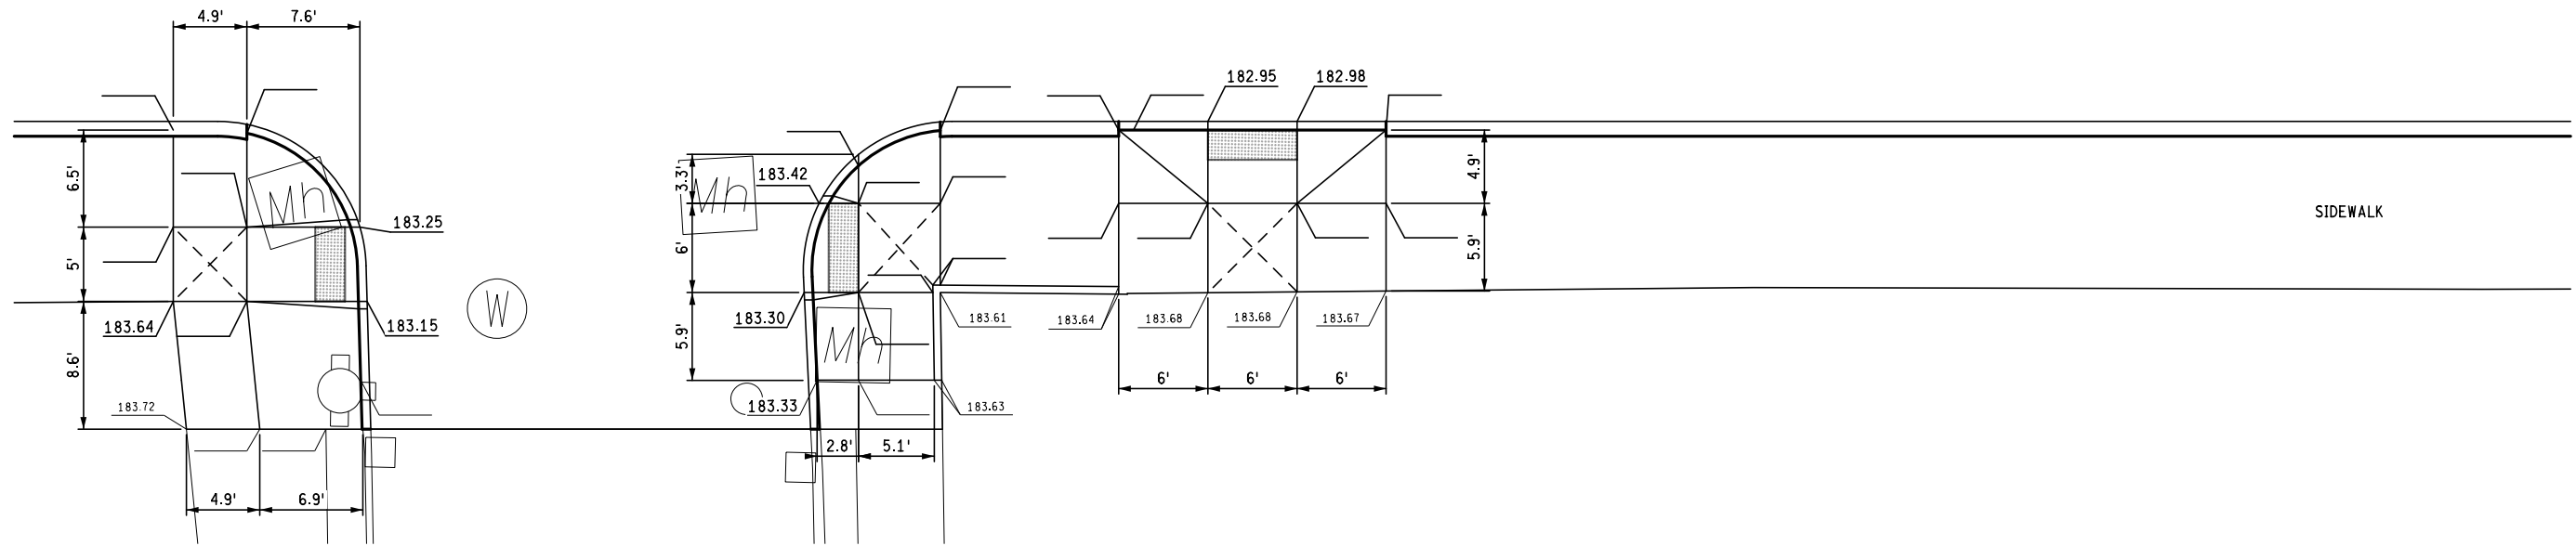 4.9' 7.6'
182.95 182.98
6.5' Mh 3.3' Mh 183.42 4.9'
183.25 SIDEWALK
5' 6' 5.9'
183.64 183.15 W 183.30 183.61 183.64 183.68 183.68 183.67
8.6' 5.9' Mh
6' 6' 6'
183.72 183.33 183.63
2.8' 5.1'
4.9' 6.9'